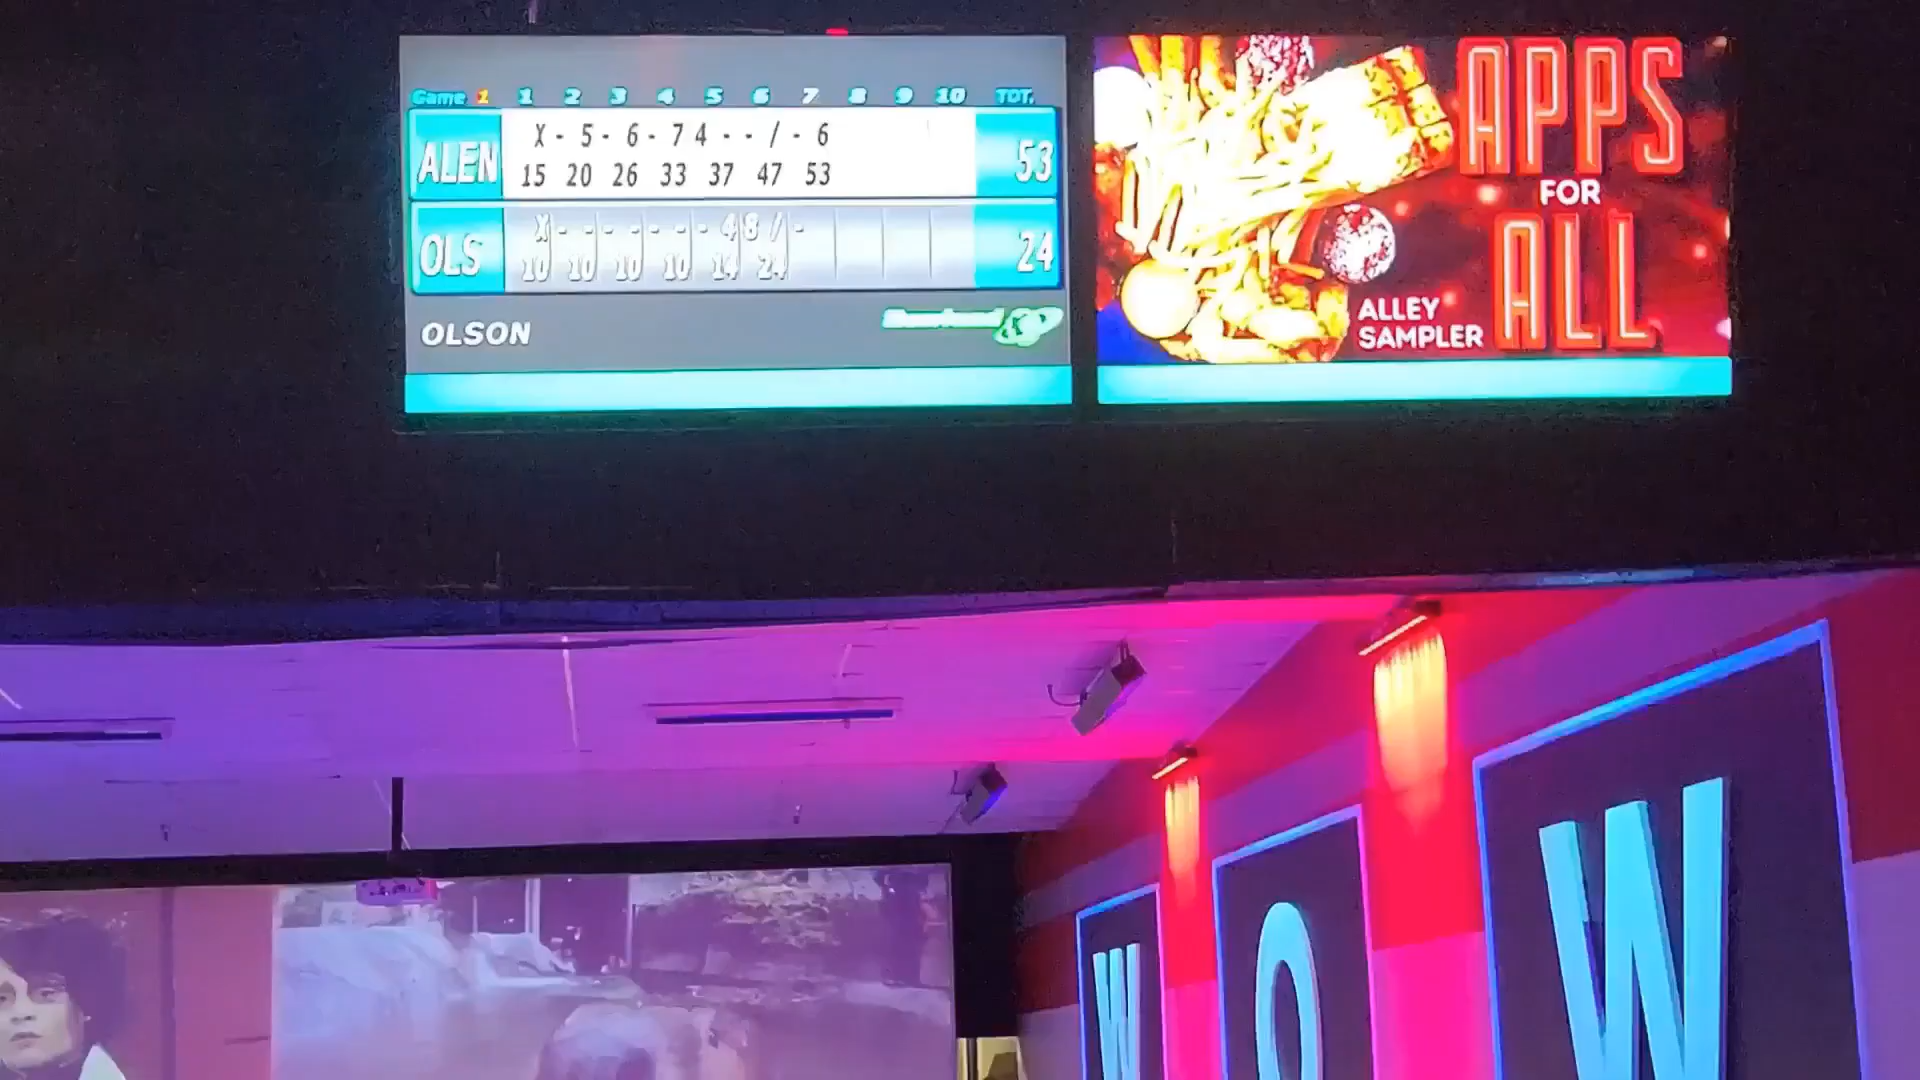 Game 1 1 2 3 4 5 6 7 8 9 10 TOT.
ALEN X - 5 - 6 - 7 4 - - / - 6 53
15 20 26 33 37 47 53
OLS X - - - - - - - 4 8 / - 24
10 10 10 10 14 24
OLSON
APPS
FOR
ALL
ALLEY
SAMPLER
W
O
W